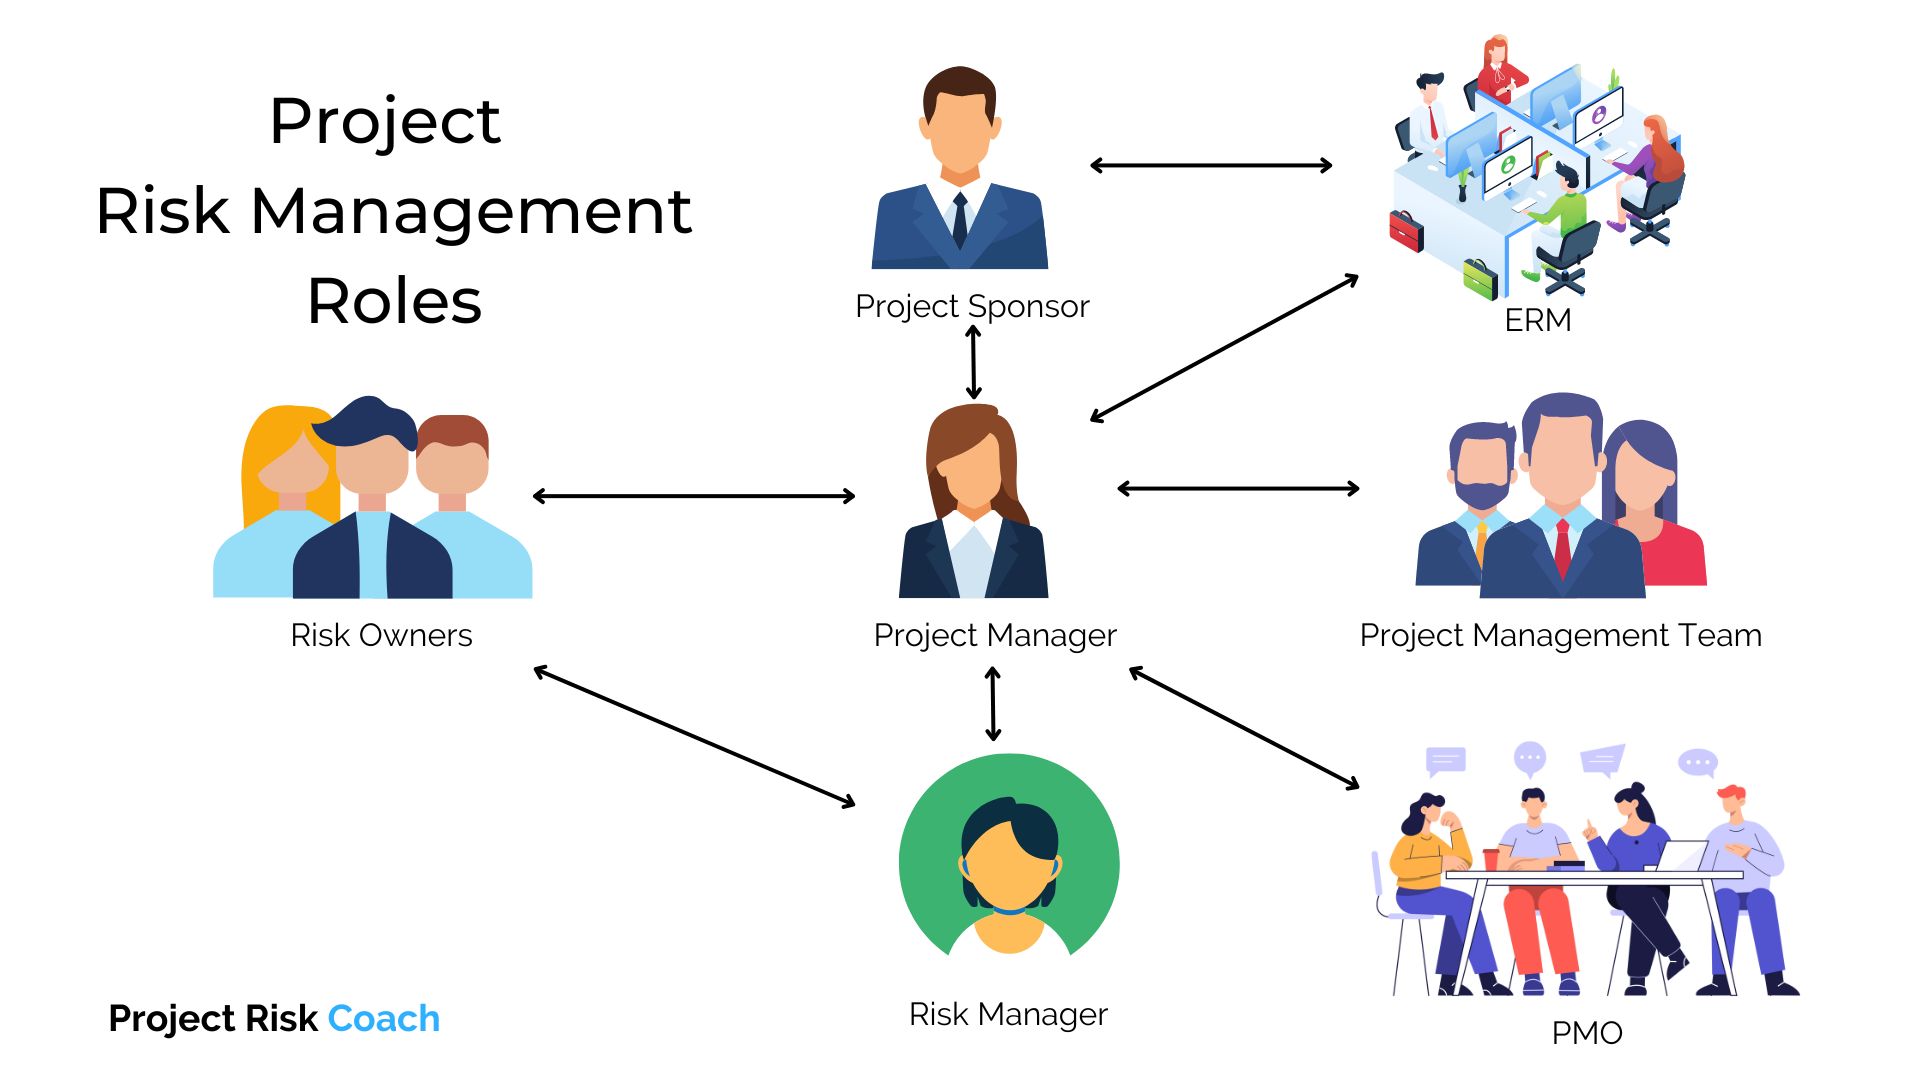 Project
Risk Management
Roles
Project Sponsor
ERM
Risk Owners
Project Manager
Project Management Team
Risk Manager
PMO
Project Risk Coach